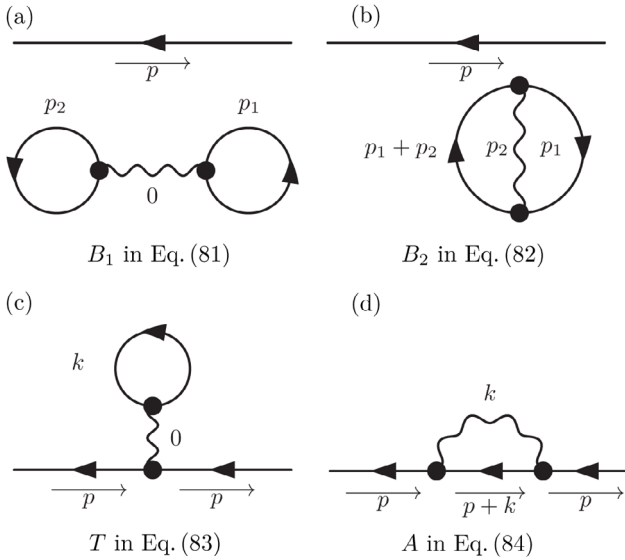 (a)
p
p₂
p₁
0
B₁ in Eq. (81)
(b)
p
p₁ + p₂
p₂
p₁
B₂ in Eq. (82)
(c)
k
0
p
p
T in Eq. (83)
(d)
k
p
p + k
p
A in Eq. (84)